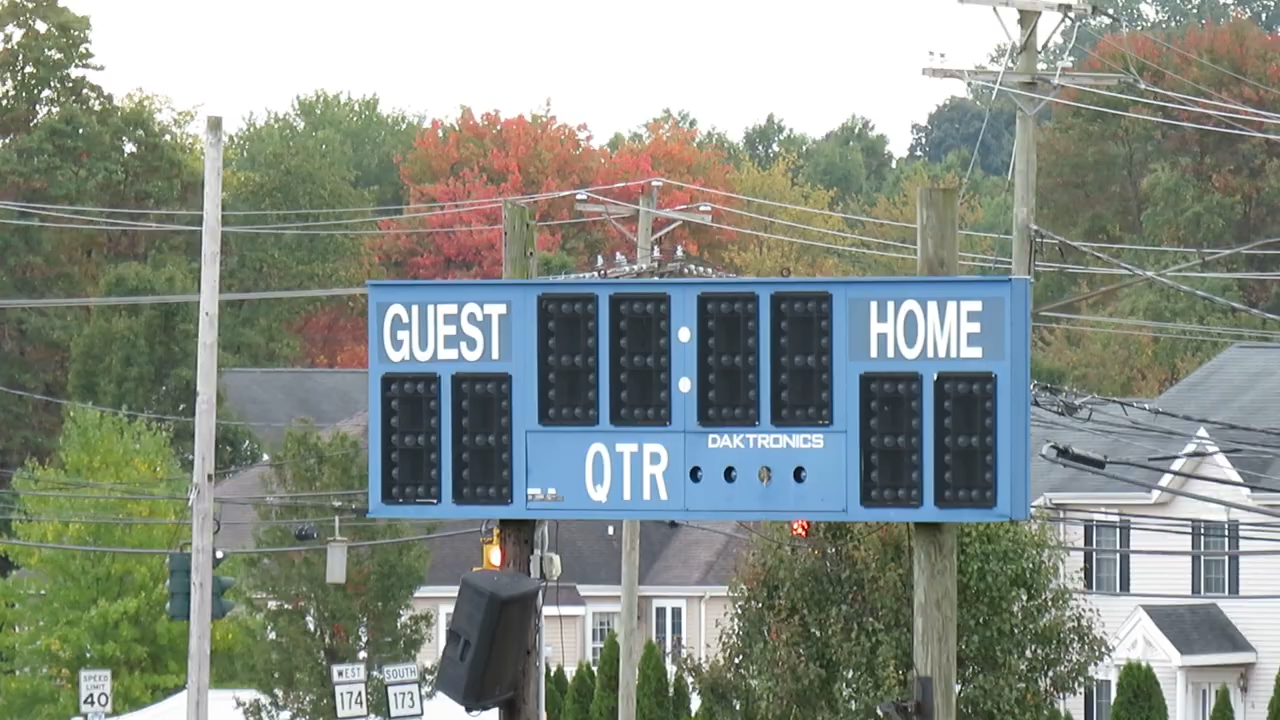 GUEST
HOME
QTR
DAKTRONICS
WEST
174
SOUTH
173
SPEED
LIMIT
40